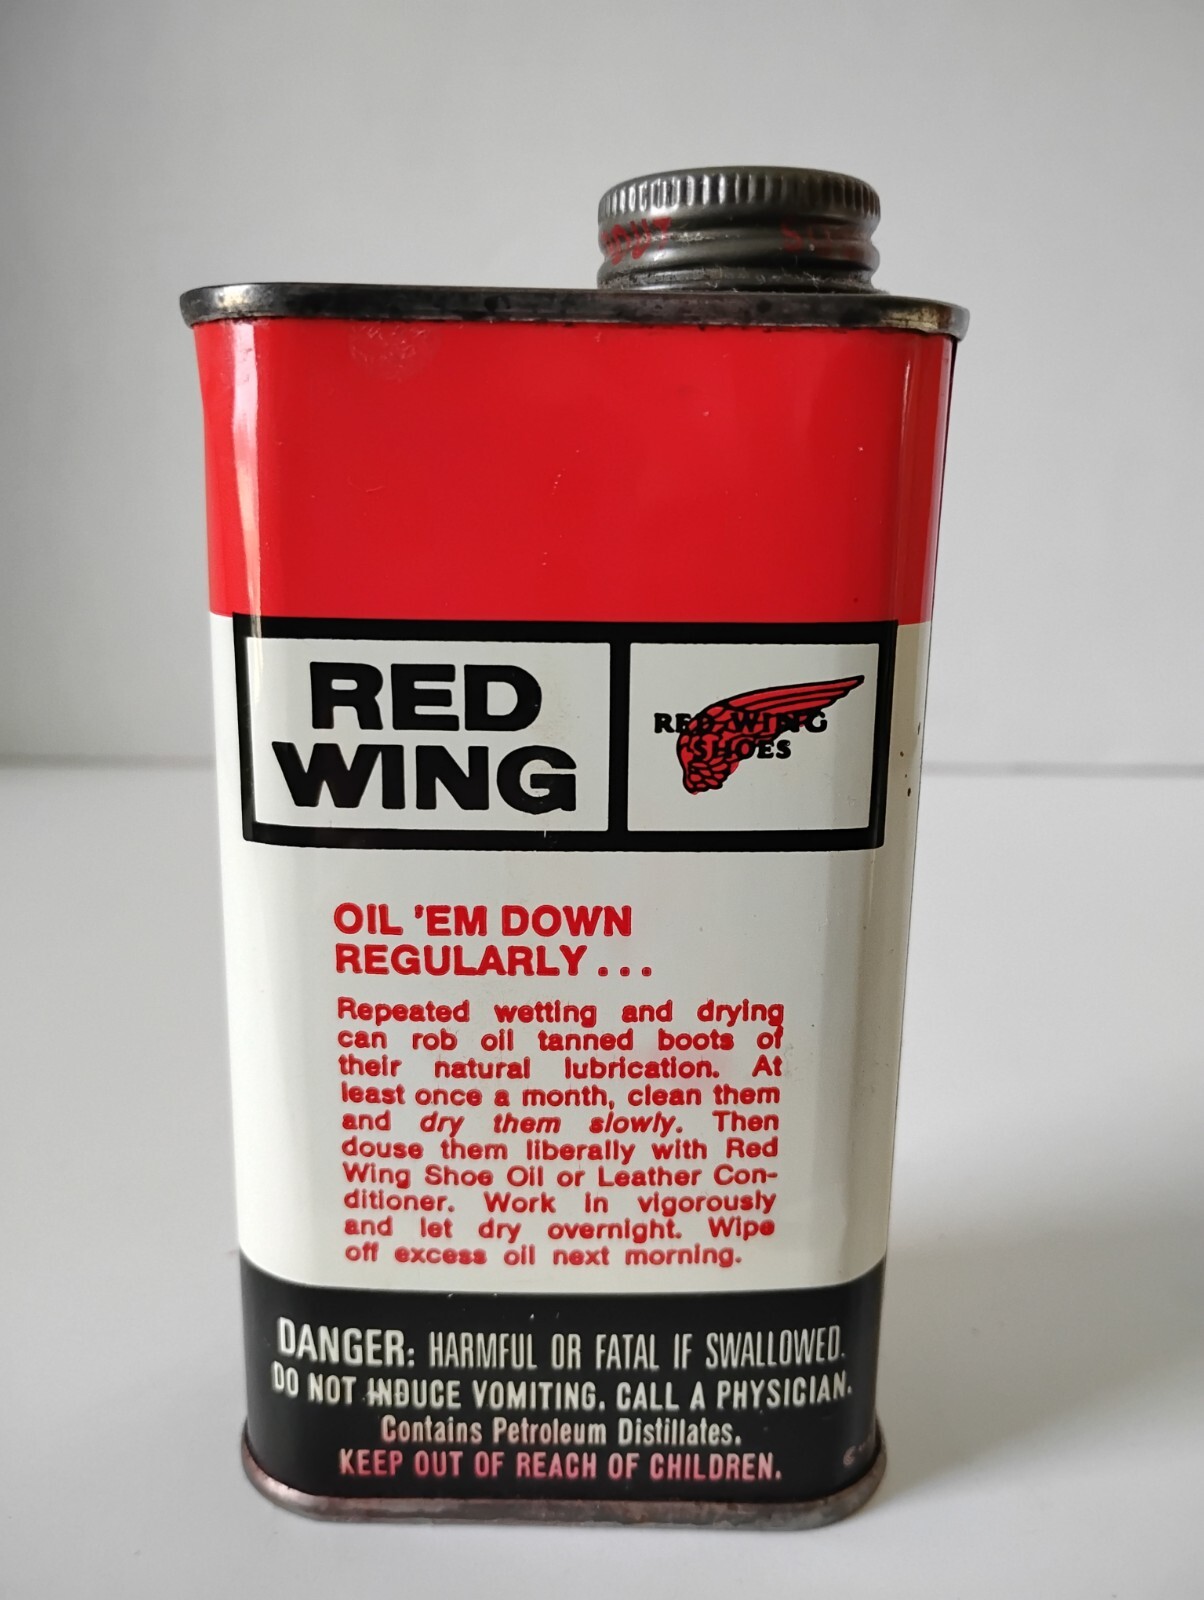 RED
WING
RED WING
SHOES
OIL 'EM DOWN
REGULARLY...
Repeated wetting and drying
can rob oil tanned boots of
their natural lubrication. At
least once a month, clean them
and dry them slowly. Then
douse them liberally with Red
Wing Shoe Oil or Leather Con-
ditioner. Work in vigorously
and let dry overnight. Wipe
off excess oil next morning.
DANGER: HARMFUL OR FATAL IF SWALLOWED.
DO NOT INDUCE VOMITING. CALL A PHYSICIAN.
Contains Petroleum Distillates.
KEEP OUT OF REACH OF CHILDREN.